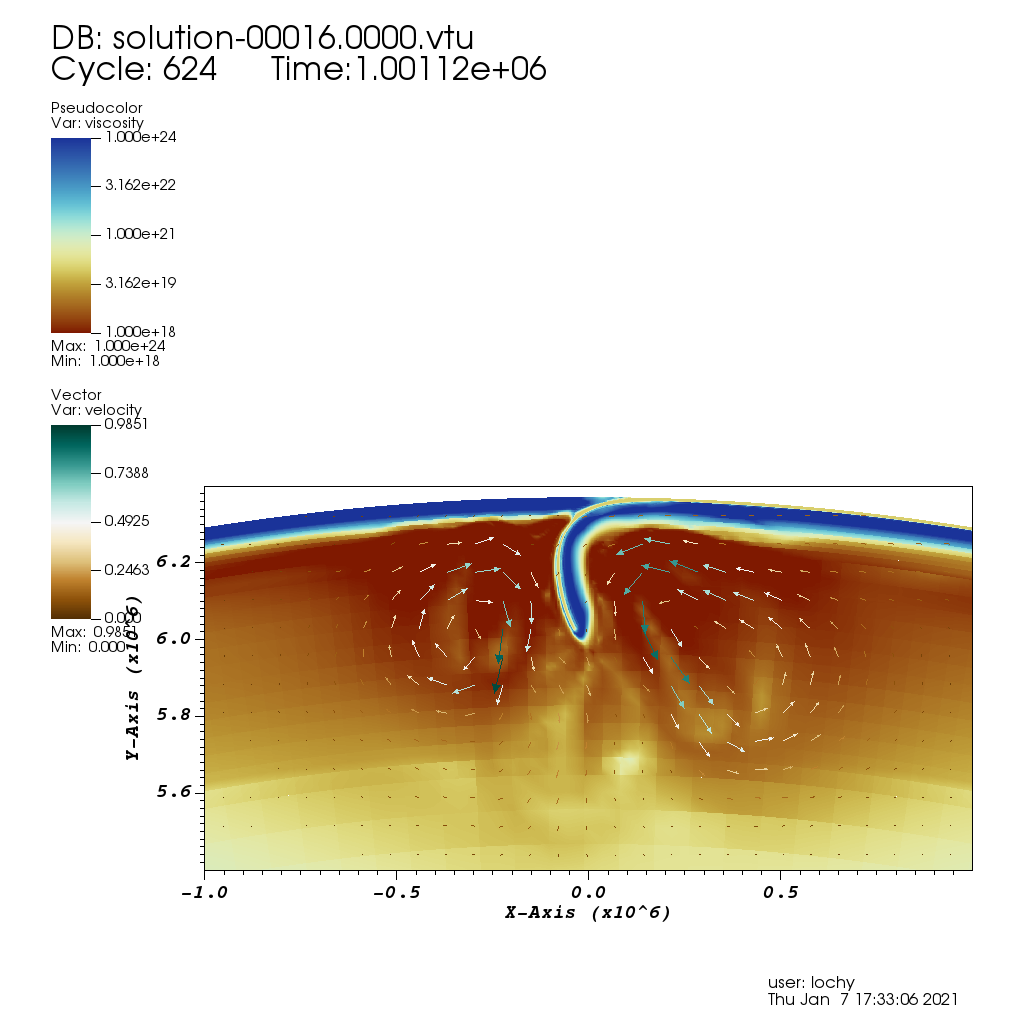 DB: solution-00016.0000.vtu
Cycle: 624 Time:1.00112e+06
Pseudocolor
Var: viscosity
1.000e+24
3.162e+22
1.000e+21
3.162e+19
1.000e+18
Max: 1.000e+24
Min: 1.000e+18
Vector
Var: velocity
0.9851
0.7388
0.4925
0.2463
0.000
Max: 0.9851
Min: 0.000
Y-Axis (x10^6)
6.2
6.0
5.8
5.6
-1.0 -0.5 0.0 0.5
X-Axis (x10^6)
user: lochy
Thu Jan 7 17:33:06 2021